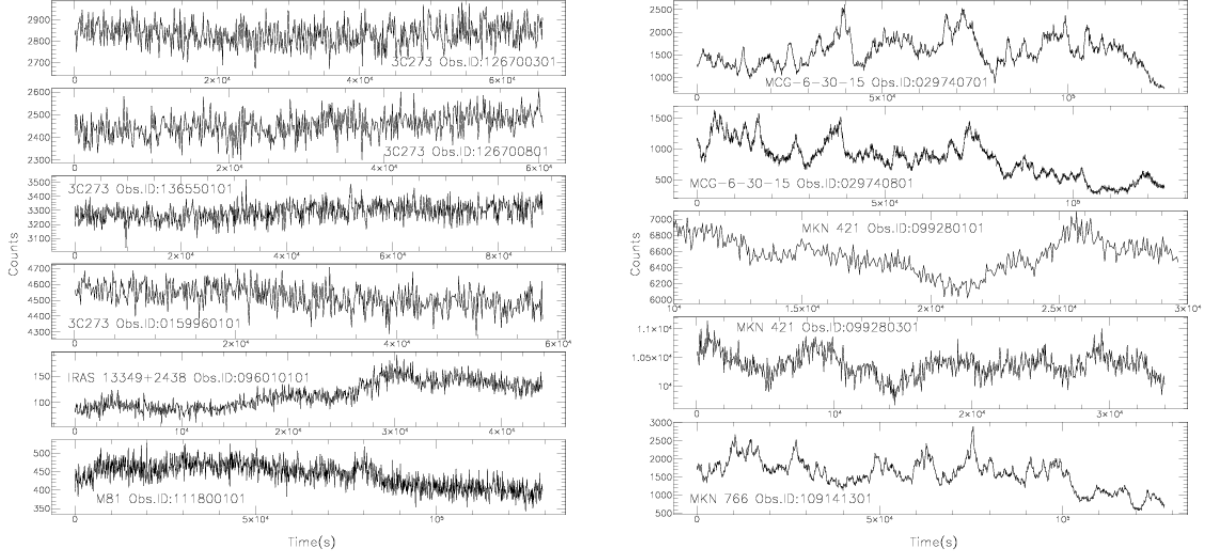 2900
2800
2700
3C273 Obs.ID:126700301
2×10⁴ 4×10⁴ 6×10⁴
2600
2500
2400
2300
3C273 Obs.ID:126700801
0 2×10⁴ 4×10⁴ 6×10⁴
3500
3400
3300
3200
3100
3C273 Obs.ID:136550101
0 2×10⁴ 4×10⁴ 6×10⁴ 8×10⁴
Counts
4700
4600
4500
4400
4300
3C273 Obs.ID:0159960101
0 2×10⁴ 4×10⁴ 6×10⁴
150
100
IRAS 13349+2438 Obs.ID:096010101
0 10⁴ 2×10⁴ 3×10⁴ 4×10⁴
500
450
400
350
M81 Obs.ID:111800101
0 5×10⁴ 10⁵
Time(s)
2500
2000
1500
1000
MCG-6-30-15 Obs.ID:029740701
0 5×10⁴ 10⁵
1500
1000
500
MCG-6-30-15 Obs.ID:029740801
0 5×10⁴ 10⁵
Counts
7000
6800
6600
6400
6200
6000
MKN 421 Obs.ID:099280101
10⁴ 1.5×10⁴ 2×10⁴ 2.5×10⁴ 3×10⁴
1.1×10⁴
1.05×10⁴
10⁴
MKN 421 Obs.ID:099280301
0 10⁴ 2×10⁴ 3×10⁴
3000
2500
2000
1500
1000
500
MKN 766 Obs.ID:109141301
0 5×10⁴ 10⁵
Time(s)